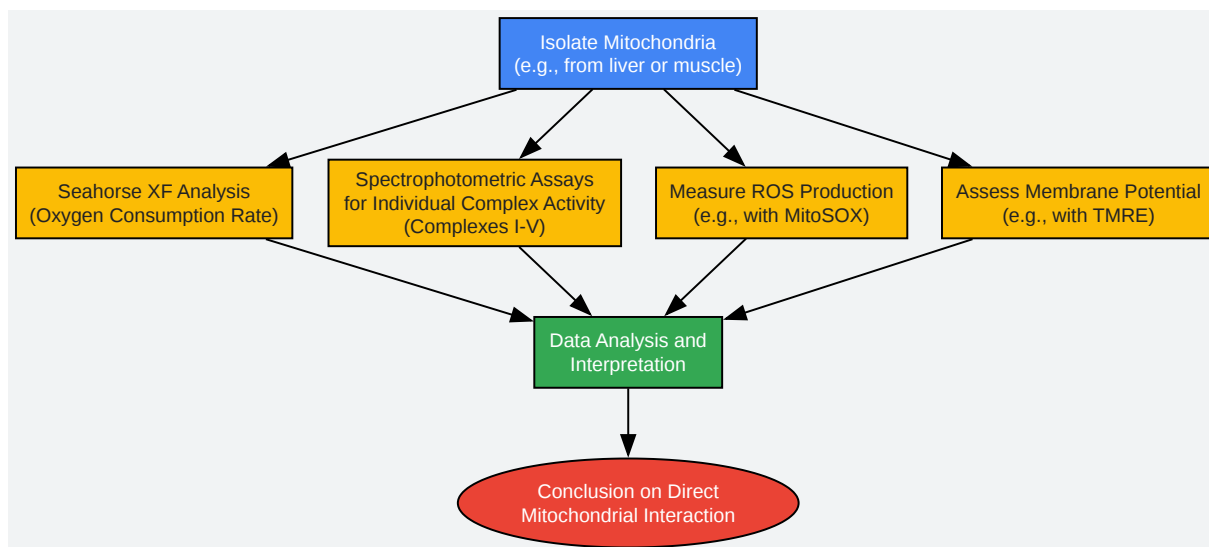 Isolate Mitochondria
(e.g., from liver or muscle)
Seahorse XF Analysis
(Oxygen Consumption Rate)
Spectrophotometric Assays
for Individual Complex Activity
(Complexes I-V)
Measure ROS Production
(e.g., with MitoSOX)
Assess Membrane Potential
(e.g., with TMRE)
Data Analysis and
Interpretation
Conclusion on Direct
Mitochondrial Interaction